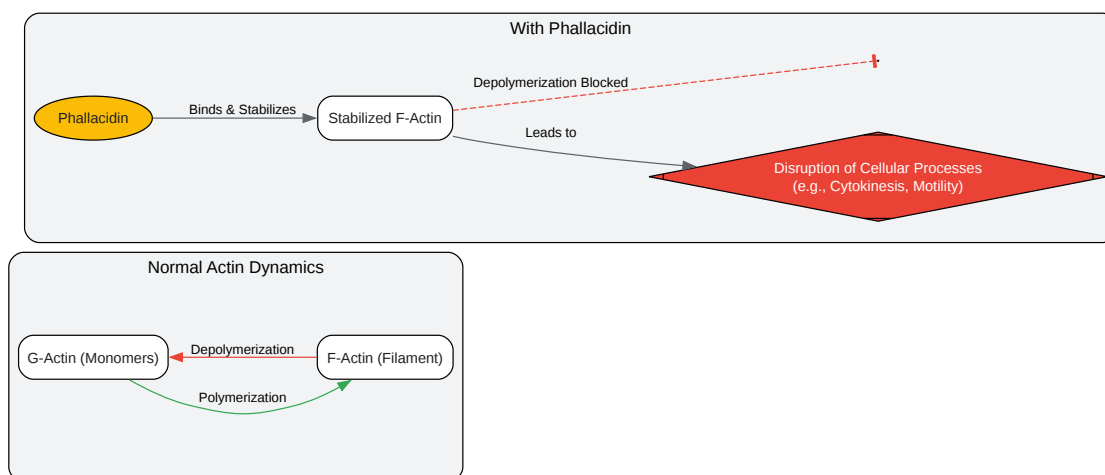 With Phallacidin
Depolymerization Blocked
Phallacidin
Binds & Stabilizes
Stabilized F-Actin
Leads to
Disruption of Cellular Processes
(e.g., Cytokinesis, Motility)
Normal Actin Dynamics
G-Actin (Monomers)
Depolymerization
F-Actin (Filament)
Polymerization